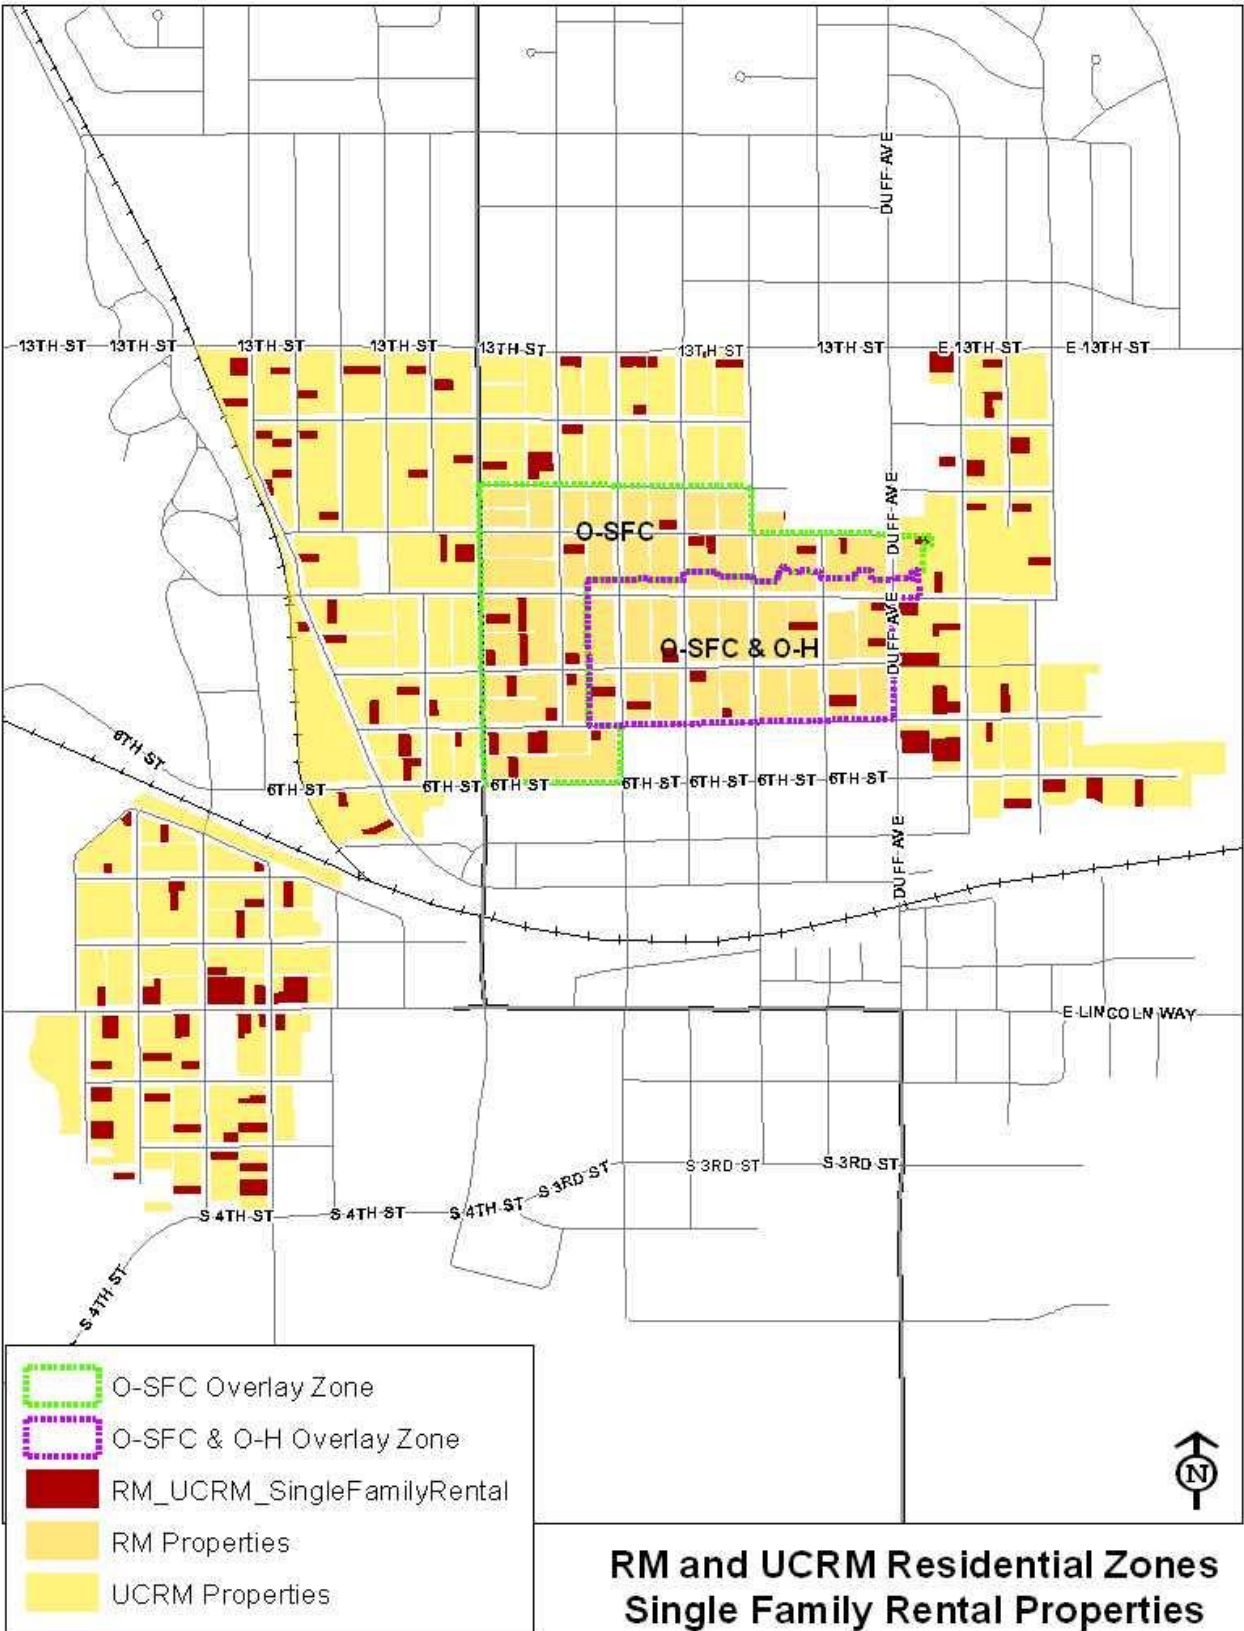 DUFF AVE
13TH ST
13TH ST
13TH ST
13TH ST
13TH ST
13TH ST
13TH ST
E 13TH ST
E 13TH ST
DUFF AVE
O-SFC
DUFF AVE
O-SFC & O-H
6TH ST
6TH ST
6TH ST
6TH ST
6TH ST
6TH ST
6TH ST
6TH ST
DUFF AVE
E LINCOLN WAY
S 3RD ST
S 3RD ST
S 3RD ST
S 4TH ST
S 4TH ST
S 4TH ST
S 4TH ST
O-SFC Overlay Zone
O-SFC & O-H Overlay Zone
RM_UCRM_SingleFamilyRental
RM Properties
UCRM Properties
N
RM and UCRM Residential Zones
Single Family Rental Properties